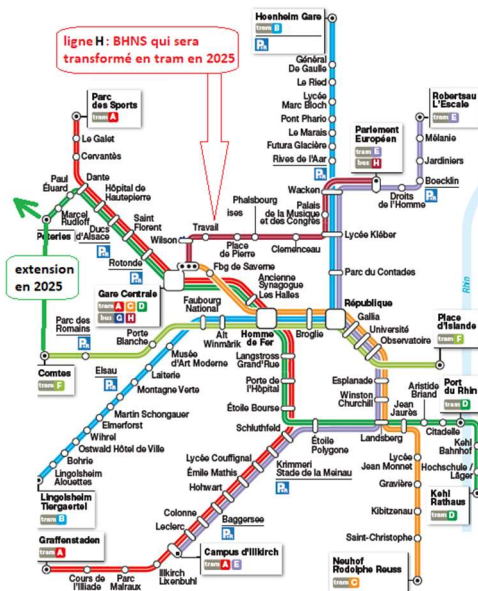 ligne H : BHNS qui sera
transformé en tram en 2025
Hoenheim Gare
tram B
P+R
Général
De Gaulle
Le Ried
Lycée
Marc Bloch
Pont Phario
Le Marais
Futura Glacière
Rives de l'Aar
P+R
Parc
des Sports
tram A
Le Galet
Cervantès
Dante
Paul
Éluard
Marcel
Rudloff
Poteries
Hôpital de
Hautepierre
Ducs
d'Alsace
P+R
Saint
Florent
Rotonde
P+R
extension
en 2025
Parlement
Européen
tram E
bus H
Robertsau
L'Escale
tram E
Mélanie
Jardiniers
Boecklin
P+R
Droits
de l'Homme
Wacken
Phalsbourg
ises
Palais
de la Musique
et des Congrès
Travail
Wilson
Place
de Pierre
Clemenceau
Lycée Kléber
Parc du Contades
Rhin
Fbg de Saverne
Ancienne
Synagogue
Les Halles
Gare Centrale
tram A C D
bus G H
République
Gallia
Université
Observatoire
Place
d'Islande
tram F
Parc des
Romains
P+R
Porte
Blanche
Faubourg
National
Alt
Winmärik
Homme
de Fer
Broglie
Comtes
tram F
Elsau
P+R
Musée
d'Art Moderne
Laiterie
Montagne Verte
Martin Schongauer
Elmerforst
Wihrel
Ostwald Hôtel de Ville
Bohrie
Lingolsheim
Alouettes
Lingolsheim
Tiergaertel
tram B
P+R
Langstross
Grand'Rue
Porte de
l'Hôpital
Étoile Bourse
Schluthfeld
Étoile
Polygone
Esplanade
Winston
Churchill
Landsberg
Jean
Jaurès
Aristide
Briand
Citadelle
Port
du Rhin
tram D
Kehl
Bahnhof
Hochschule /
Läger
Kehl
Rathaus
tram D
Lycée
Jean Monnet
Gravière
Kibitzenau
Saint-Christophe
Neuhof
Rodolphe Reuss
tram C
Krimmeri
Stade de la Meinau
P+R
Lycée Couffignal
Émile Mathis
Hohwart
Colonne
Leclerc
Baggersee
P+R
Campus d'Illkirch
tram A E
Graffenstaden
tram A
Cours de
l'Illiade
Parc
Malraux
Illkirch
Lixenbuhl